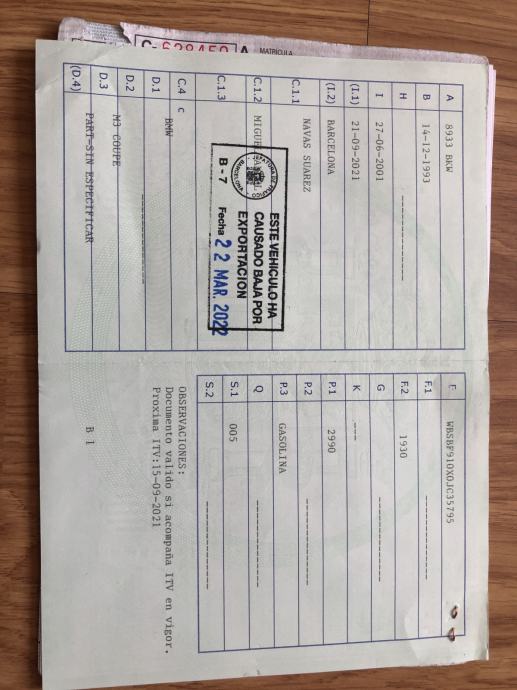 C- 628459 A MATRICULA
A 8933 BKW
B 14-12-1993
H ------------
I 27-06-2001
(I.1) 21-09-2021
(I.2) BARCELONA
C.1.1 NAVAS SUAREZ
C.1.2
C.1.3
C.4 C
D.1 BMW
D.2 ------------
D.3 M3 COUPE
(D.4) PART-SIN ESPECIFICAR
ESTE VEHICULO HA
CAUSADO BAJA POR
EXPORTACION
B - 7 Fecha 22 MAR. 2022
E WBSBF910X0JC35795
F.1 ------------
F.2 1930
G ------------
K ---
P.1 2990
P.2 ------------
P.3 GASOLINA
Q ------------
S.1 005
S.2 ------------
OBSERVACIONES:
Documento valido si acompaña ITV en vigor.
Proxima ITV:15-09-2021
B 1